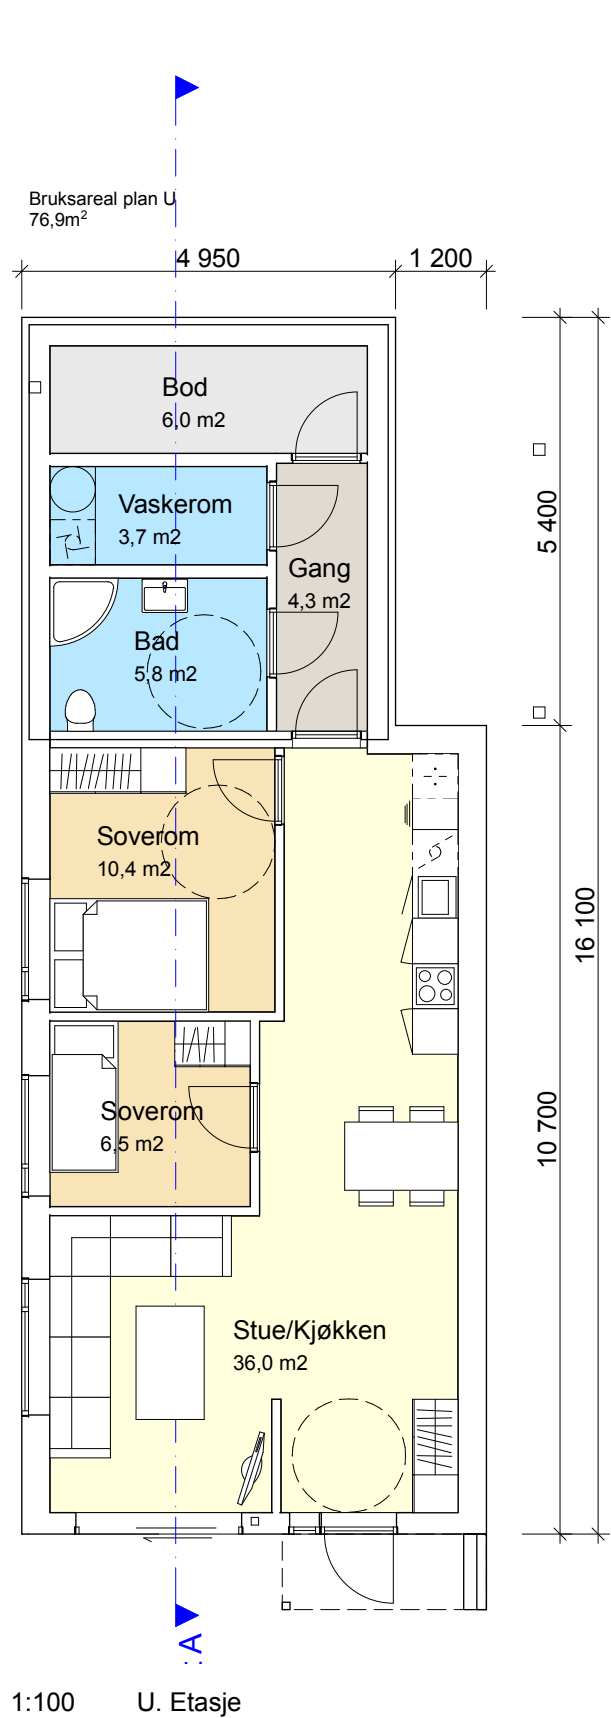 Bruksareal plan U
76,9m²
4 950
1 200
Bod
6,0 m2
Vaskerom
3,7 m2
Gang
4,3 m2
Bad
5,8 m2
5 400
Soverom
10,4 m2
16 100
Soverom
6,5 m2
10 700
Stue/Kjøkken
36,0 m2
A
1:100 U. Etasje